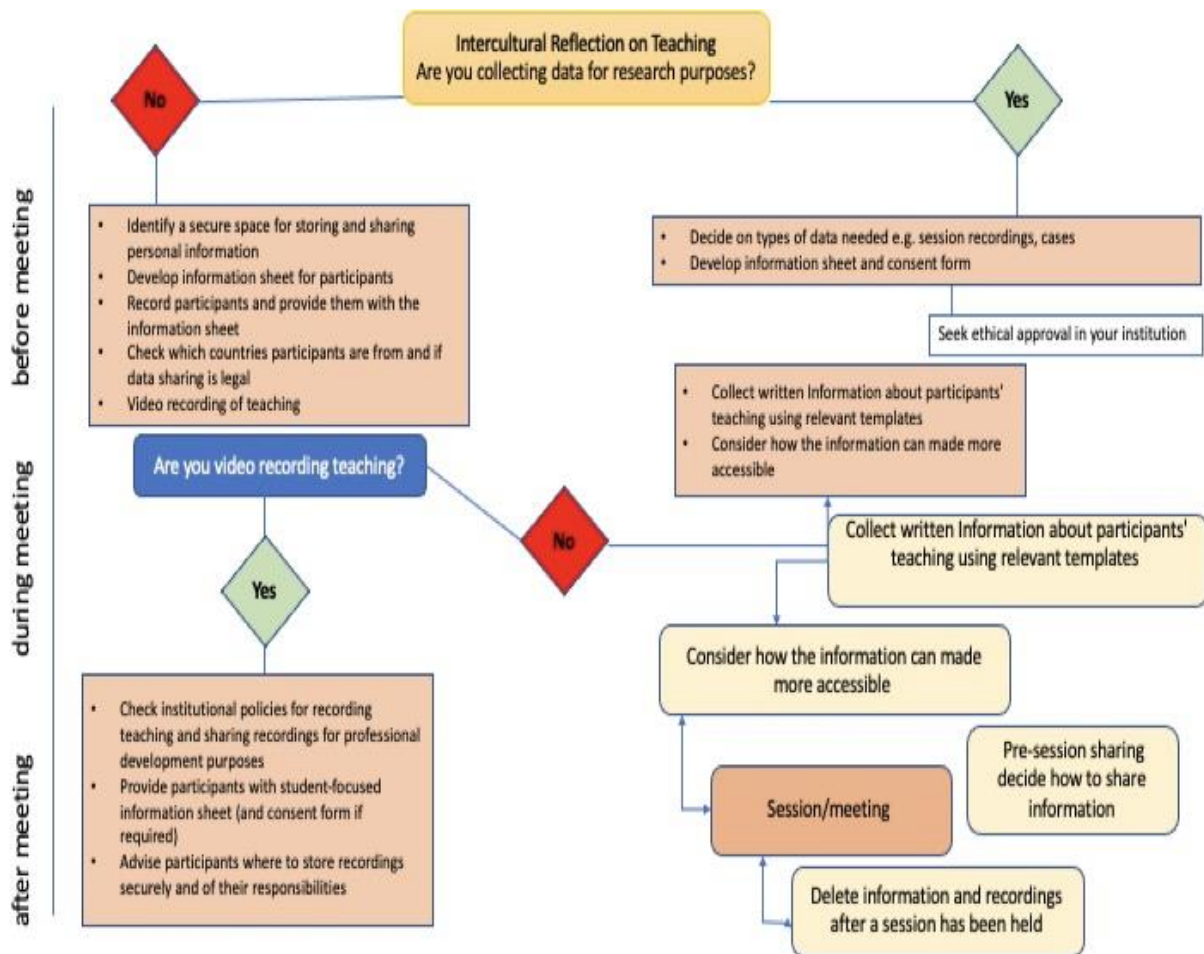 Intercultural Reflection on Teaching
Are you collecting data for research purposes?
No
Yes
before meeting
• Identify a secure space for storing and sharing
personal information
• Develop information sheet for participants
• Record participants and provide them with the
information sheet
• Check which countries participants are from and if
data sharing is legal
• Video recording of teaching
• Decide on types of data needed e.g. session recordings, cases
• Develop information sheet and consent form
Seek ethical approval in your institution
• Collect written Information about participants'
teaching using relevant templates
• Consider how the information can made more
accessible
during meeting
Are you video recording teaching?
No
Yes
Collect written Information about participants'
teaching using relevant templates
Consider how the information can made
more accessible
after meeting
• Check institutional policies for recording
teaching and sharing recordings for professional
development purposes
• Provide participants with student-focused
information sheet (and consent form if
required)
• Advise participants where to store recordings
securely and of their responsibilities
Pre-session sharing
decide how to share
information
Session/meeting
Delete information and recordings
after a session has been held